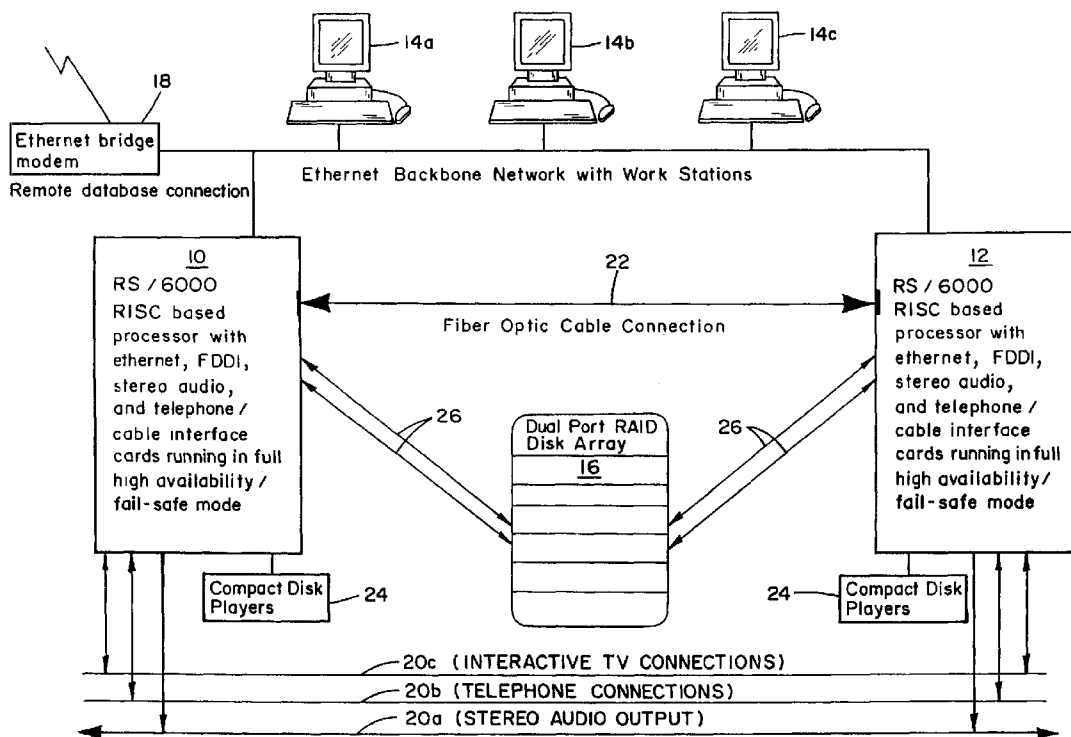 14a
14b
14c
18
Ethernet bridge
modem
Remote database connection
Ethernet Backbone Network with Work Stations
10
RS / 6000
RISC based
processor with
ethernet, FDDI,
stereo audio,
and telephone/
cable interface
cards running in full
high availability/
fail-safe mode
22
Fiber Optic Cable Connection
12
RS / 6000
RISC based
processor with
ethernet, FDDI,
stereo audio,
and telephone/
cable interface
cards running in full
high availability/
fail-safe mode
26
Dual Port RAID
Disk Array
16
26
Compact Disk
Players
24
24
Compact Disk
Players
20c (INTERACTIVE TV CONNECTIONS)
20b (TELEPHONE CONNECTIONS)
20a (STEREO AUDIO OUTPUT)